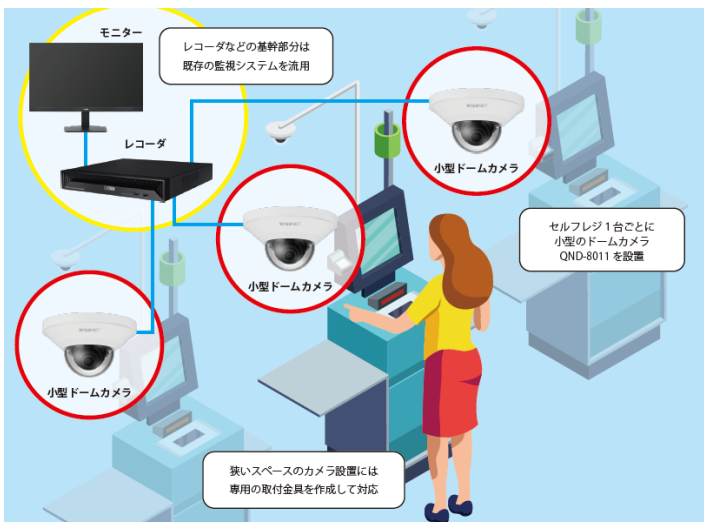 モニター
レコーダなどの基幹部分は
既存の監視システムを流用
レコーダ
小型ドームカメラ
小型ドームカメラ
セルフレジ1台ごとに
小型のドームカメラ
QND-8011を設置
小型ドームカメラ
狭いスペースのカメラ設置には
専用の取付金具を作成して対応